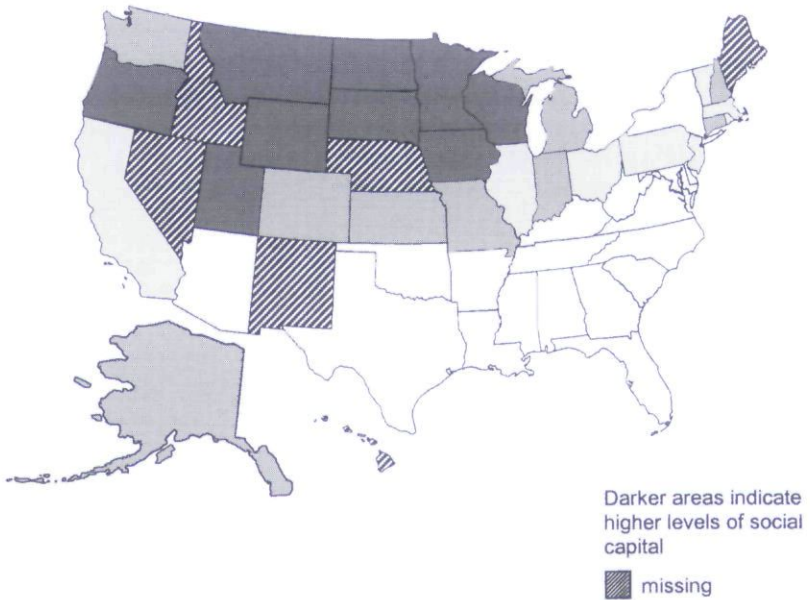 Darker areas indicate
higher levels of social
capital
missing